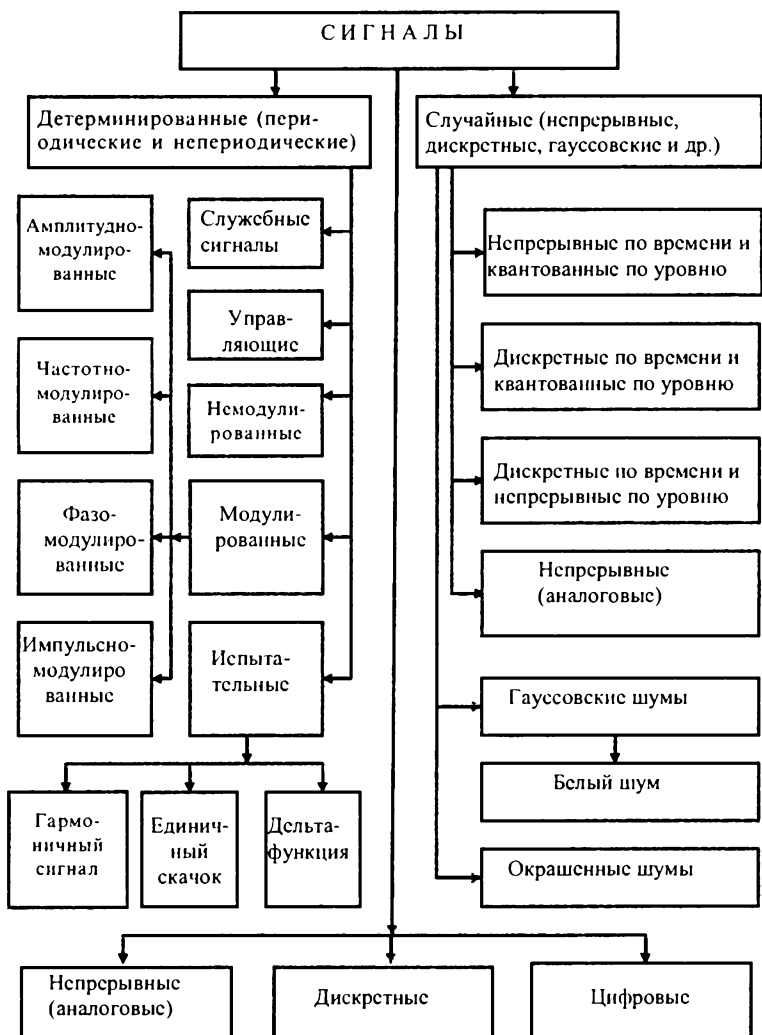 СИГНАЛЫ
Детерминированные (пери-
одические и непериодические)
Случайные (непрерывные,
дискретные, гауссовские и др.)
Амплитудно-
модулиро-
ванные
Частотно-
модулиро-
ванные
Фазо-
модулиро-
ванные
Импульсно-
модулиро
ванные
Служебные
сигналы
Управ-
ляющие
Немодули-
рованные
Модули-
рованные
Испыта-
тельные
Гармо-
ничный
сигнал
Единич-
ный
скачок
Дельта-
функция
Непрерывные по времени и
квантованные по уровню
Дискретные по времени и
квантованные по уровню
Дискретные по времени и
непрерывные по уровню
Непрерывные
(аналоговые)
Гауссовские шумы
Белый шум
Окрашенные шумы
Непрерывные
(аналоговые)
Дискретные
Цифровые